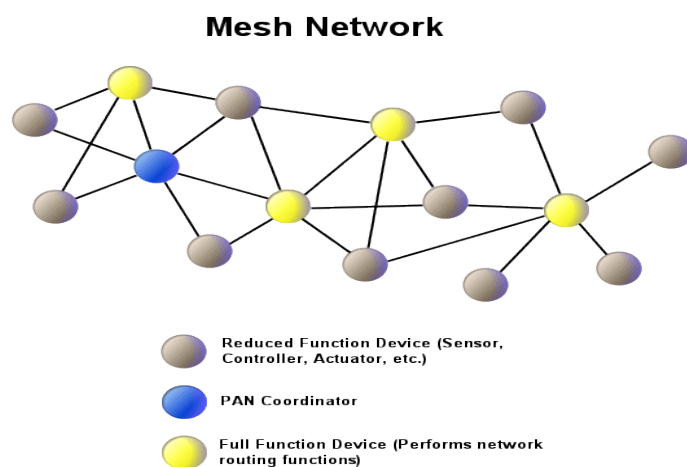 Mesh Network
Reduced Function Device (Sensor,
Controller, Actuator, etc.)
PAN Coordinator
Full Function Device (Performs network
routing functions)